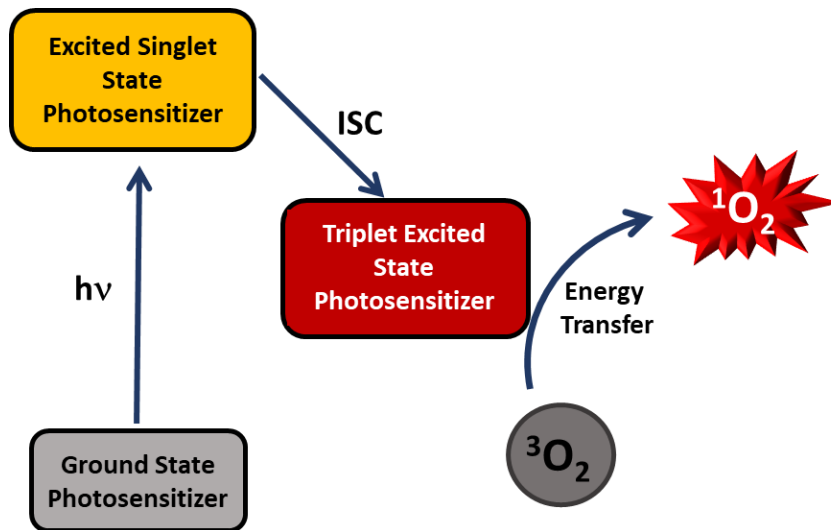 Excited Singlet
State
Photosensitizer
ISC
Triplet Excited
State
Photosensitizer
¹O₂
hν
Energy
Transfer
Ground State
Photosensitizer
³O₂